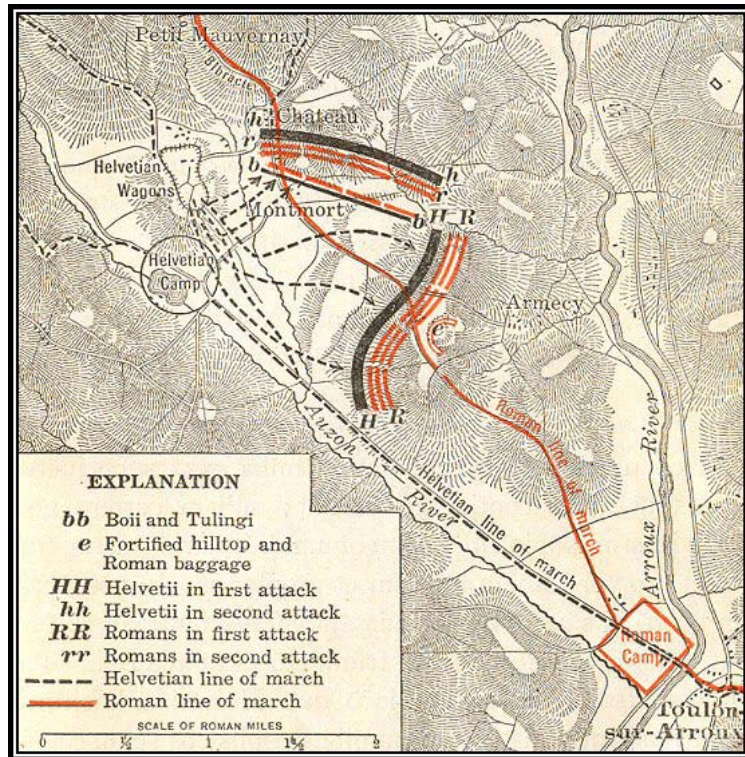 Petit Mauvernay
Bibracte
h
Chateau
r
Helvetian
Wagons
b
h
r
Montmort
b H R
Helvetian
Camp
Armecy
e
H R
Auzon
River
Roman line of march
Helvetian line of march
Arroux River
Roman
Camp
Toulon-
sur-Arroux
EXPLANATION
bb Boii and Tulingi
e Fortified hilltop and
Roman baggage
HH Helvetii in first attack
hh Helvetii in second attack
RR Romans in first attack
rr Romans in second attack
Helvetian line of march
Roman line of march
SCALE OF ROMAN MILES
0 ½ 1 1½ 2